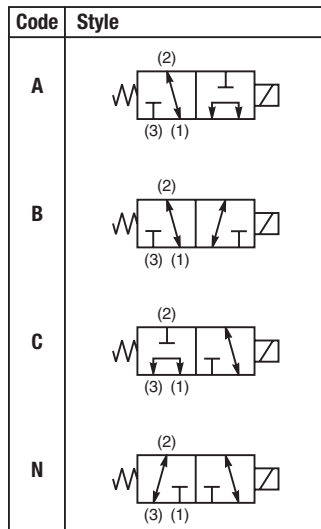 Code Style
A
(2)
(3) (1)
B
(2)
(3) (1)
C
(2)
(3) (1)
N
(2)
(3) (1)